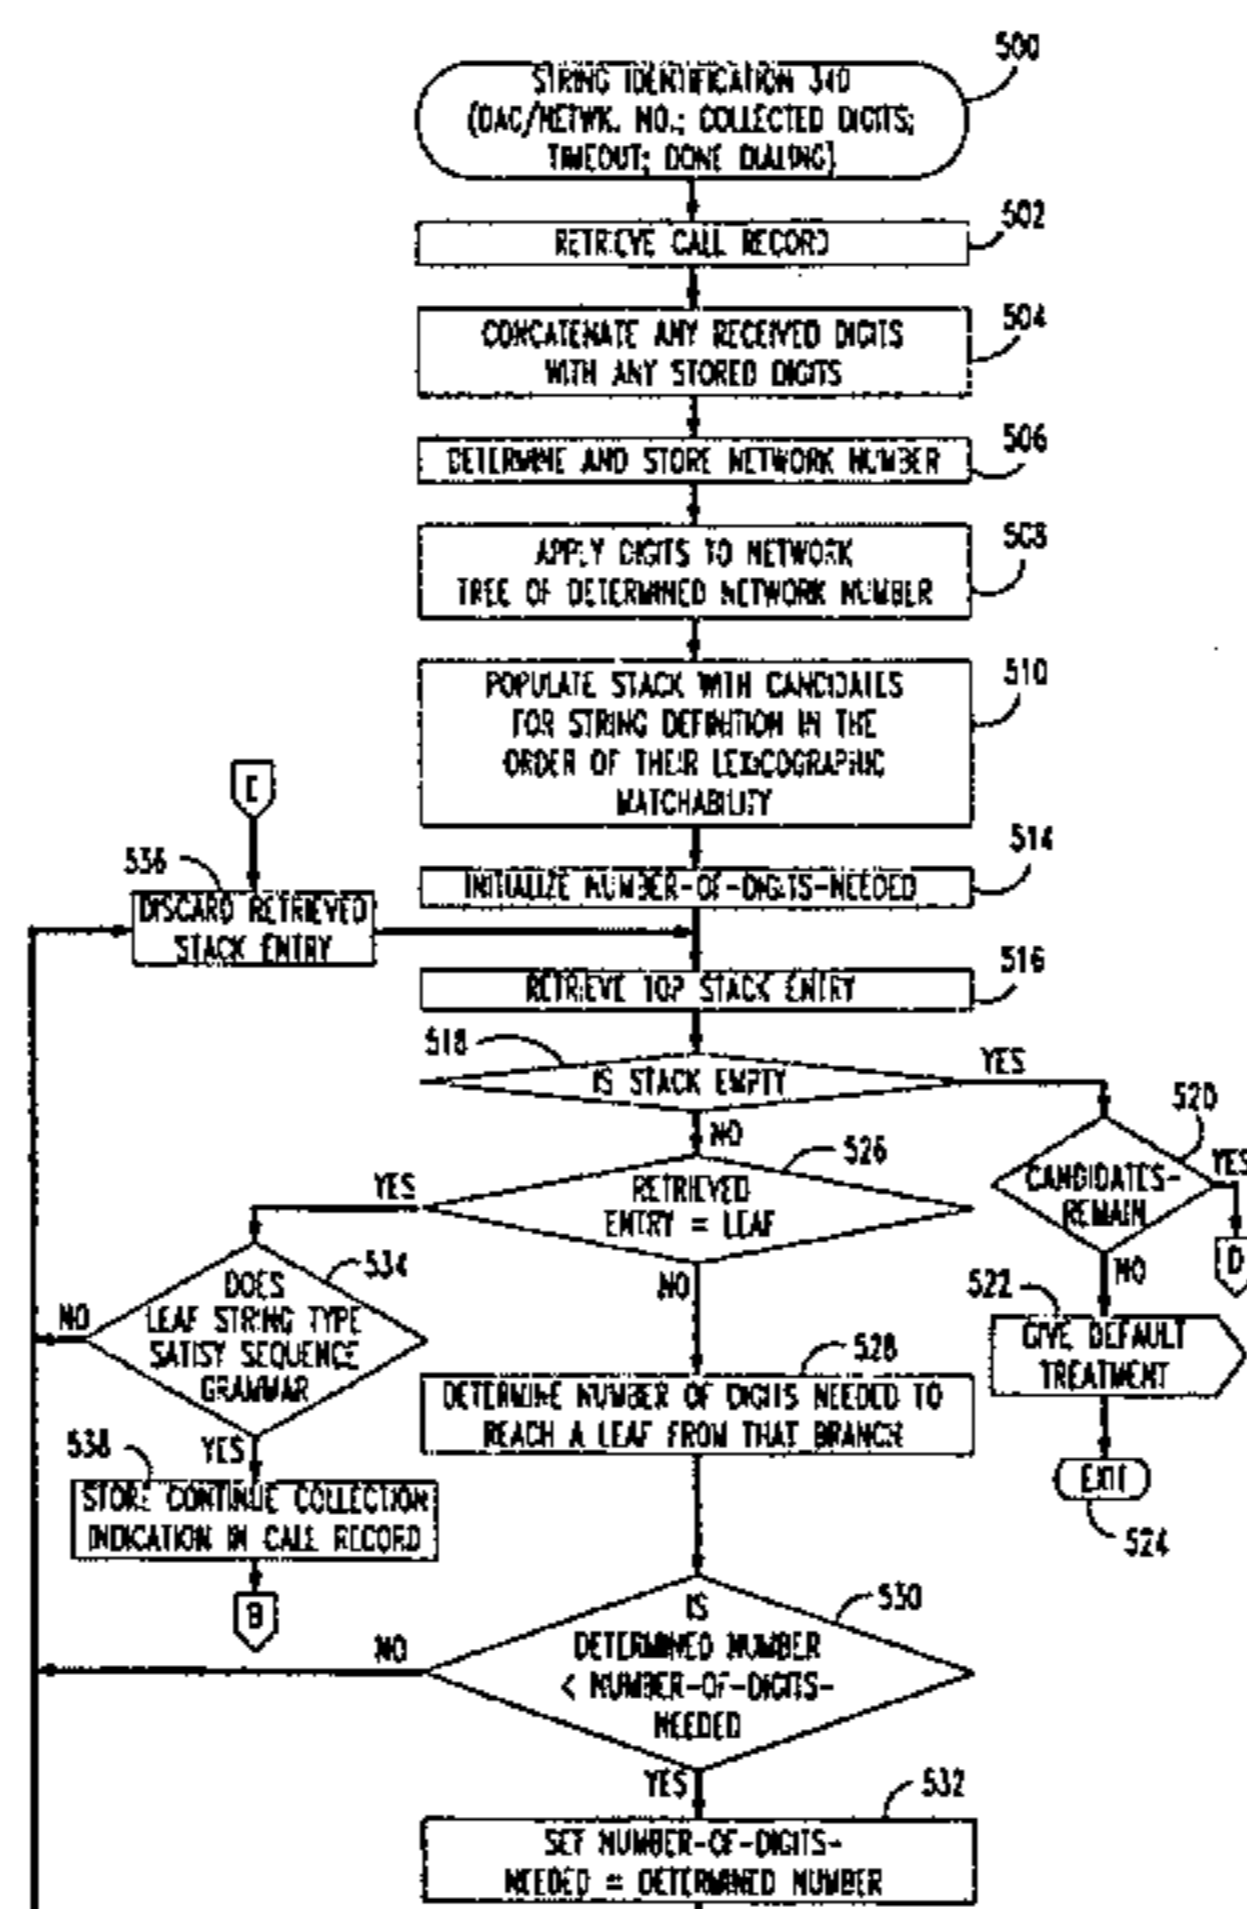 500
STRING IDENTIFICATION 340
(DAC/NETWK. NO.; COLLECTED DIGITS;
TIMEOUT; DONE DIALING)
502
RETRIEVE CALL RECORD
504
CONCATENATE ANY RECEIVED DIGITS
WITH ANY STORED DIGITS
506
DETERMINE AND STORE NETWORK NUMBER
508
APPLY DIGITS TO NETWORK
TREE OF DETERMINED NETWORK NUMBER
510
POPULATE STACK WITH CANDIDATES
FOR STRING DEFINITION IN THE
ORDER OF THEIR LEXICOGRAPHIC
MATCHABILITY
514
INITIALIZE NUMBER-OF-DIGITS-NEEDED
536
DISCARD RETRIEVED
STACK ENTRY
516
RETRIEVE TOP STACK ENTRY
518
IS STACK EMPTY
YES
NO
520
CANDIDATES-
REMAIN
YES
D
NO
522
GIVE DEFAULT
TREATMENT
EXIT
524
526
RETRIEVED
ENTRY = LEAF
YES
NO
534
DOES
LEAF STRING TYPE
SATISY SEQUENCE
GRAMMAR
NO
YES
538
STORE CONTINUE COLLECTION
INDICATION IN CALL RECORD
B
528
DETERMINE NUMBER OF DIGITS NEEDED TO
REACH A LEAF FROM THAT BRANCH
530
IS
DETERMINED NUMBER
< NUMBER-OF-DIGITS-
NEEDED
NO
YES
532
SET NUMBER-OF-DIGITS-
NEEDED = DETERMINED NUMBER